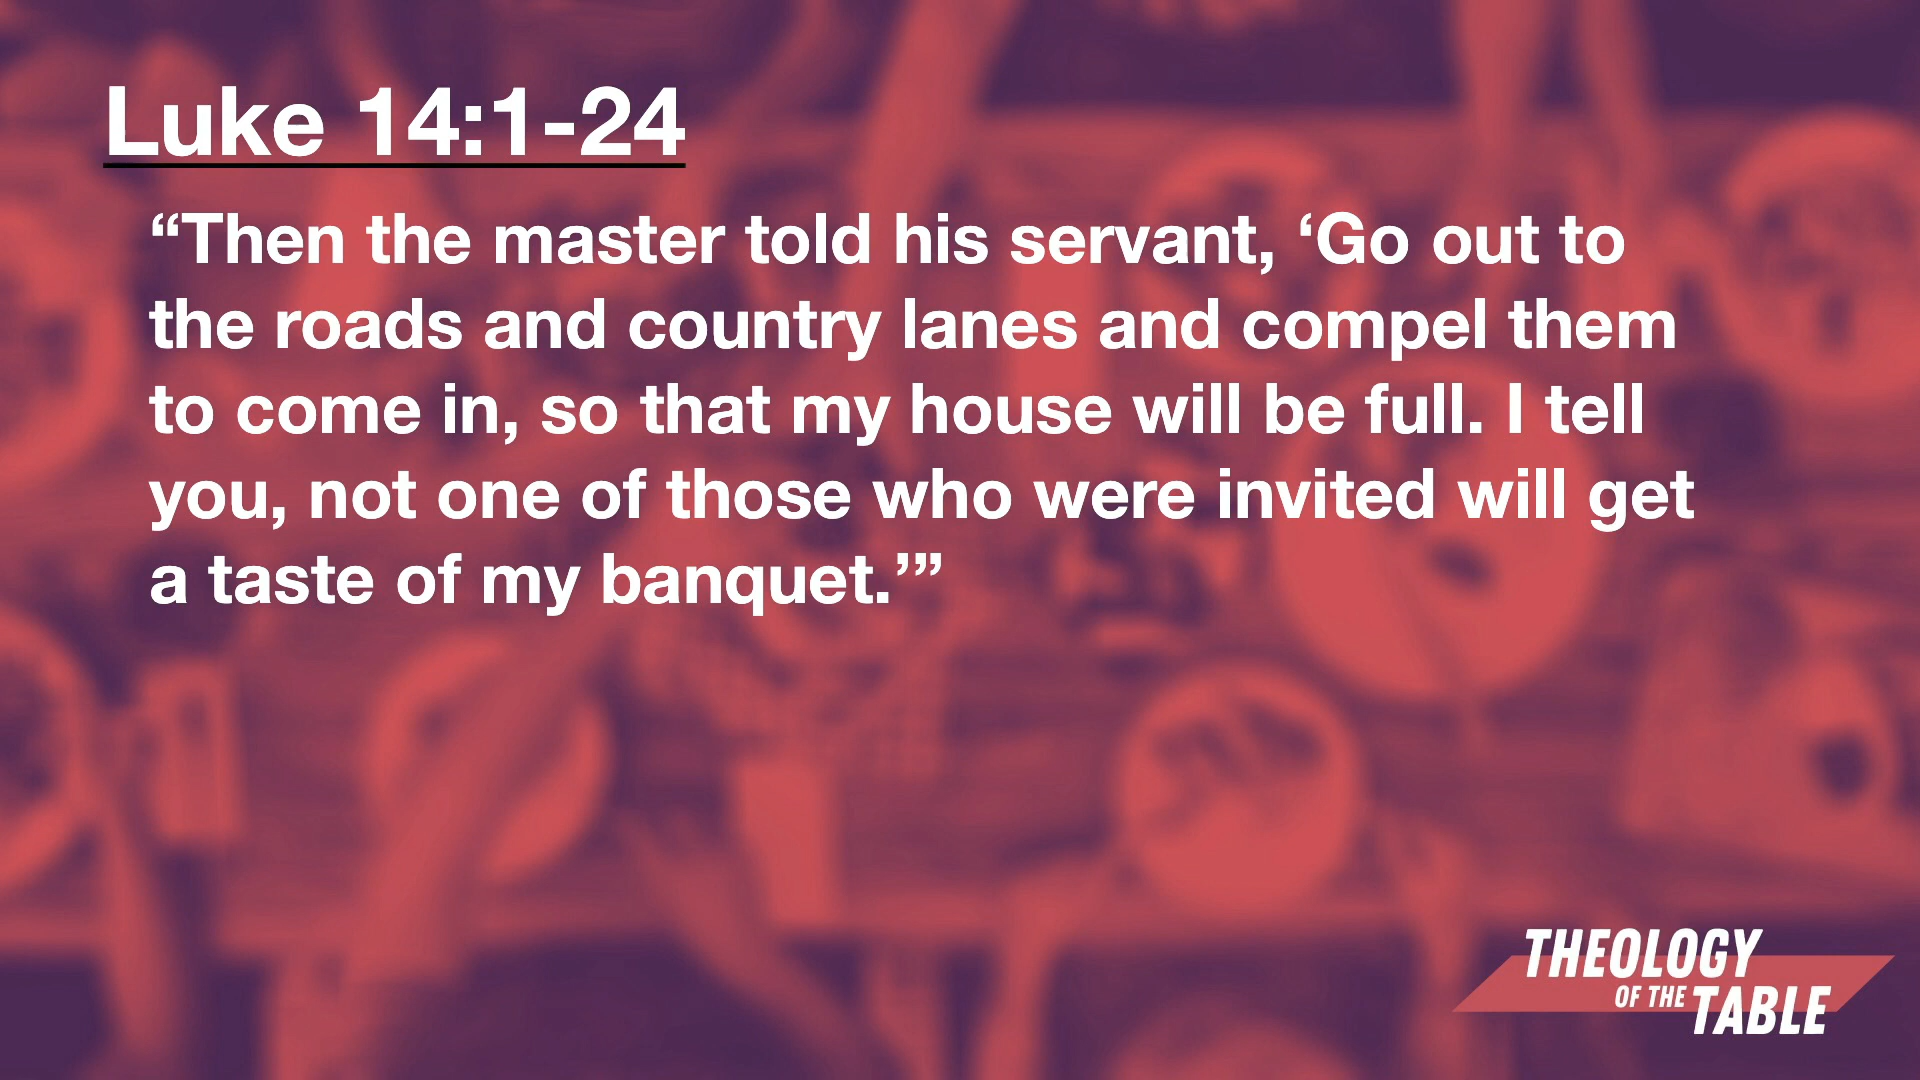 Luke 14:1-24
“Then the master told his servant, ‘Go out to
the roads and country lanes and compel them
to come in, so that my house will be full. I tell
you, not one of those who were invited will get
a taste of my banquet.’”
THEOLOGY
OF THE TABLE